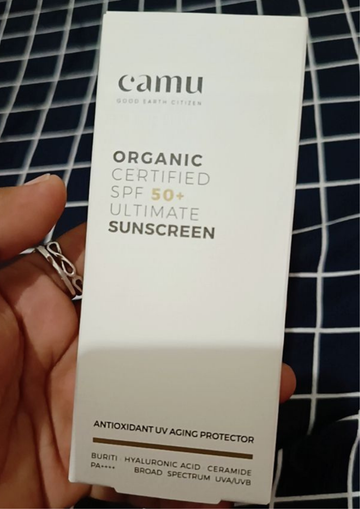 camu
GOOD EARTH CITIZEN
ORGANIC
CERTIFIED
SPF 50+
ULTIMATE
SUNSCREEN
ANTIOXIDANT UV AGING PROTECTOR
BURITI HYALURONIC ACID CERAMIDE
PA++++ BROAD SPECTRUM UVA/UVB